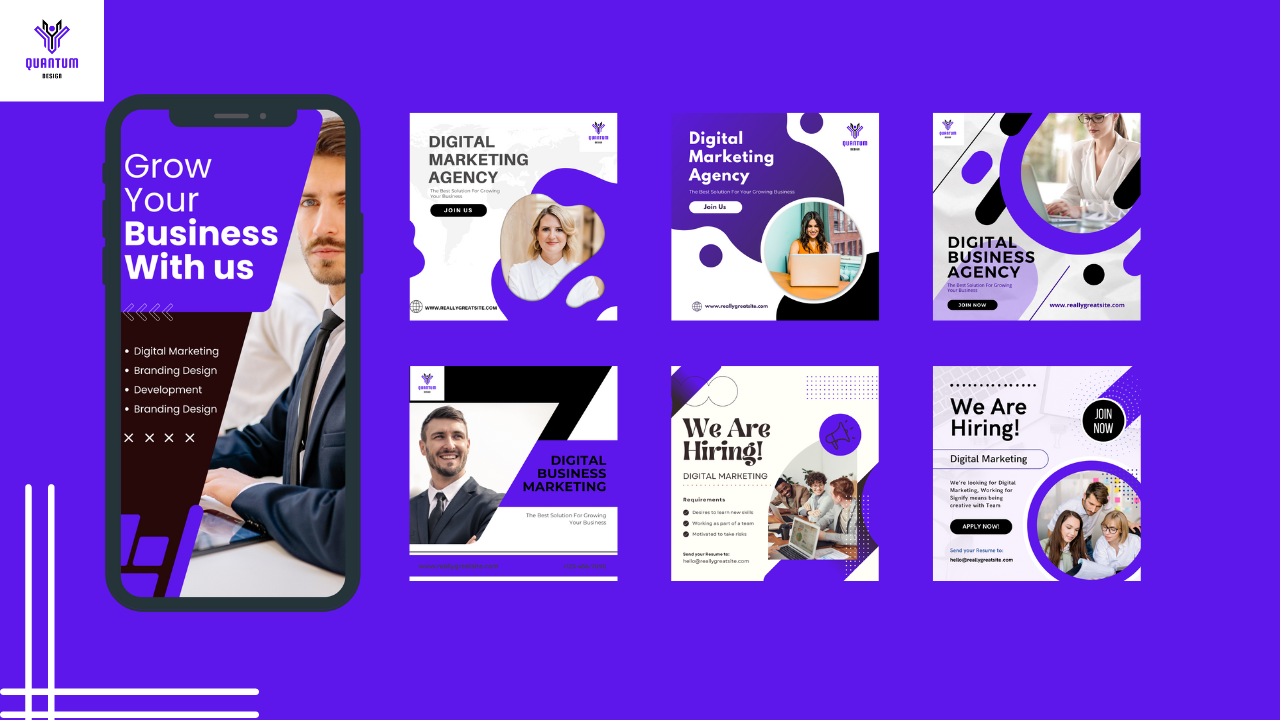 QUANTUM
DESIGN
Grow
Your
Business
With us
• Digital Marketing
• Branding Design
• Development
• Branding Design
DIGITAL
MARKETING
AGENCY
The Best Solution For Growing
Your Business
JOIN US
WWW.REALLYGREATSITE.COM
QUANTUM
Digital
Marketing
Agency
The Best Solution For Your Growing Business
Join Us
www.reallygreatsite.com
QUANTUM
DIGITAL
BUSINESS
AGENCY
The Best Solution For Growing
Your Business
JOIN NOW
www.reallygreatsite.com
QUANTUM
QUANTUM
DIGITAL
BUSINESS
MARKETING
The Best Solution For Growing
Your Business
www.reallygreatsite.com
We Are
Hiring!
DIGITAL MARKETING
Requirements
Desires to learn new skills
Working as part of a team
Motivated to take risks
Send your Resume to:
hello@reallygreatsite.com
We Are
Hiring!
JOIN
NOW
Digital Marketing
We're looking for Digital
Marketing, Working for
Signify means being
creative with Team
APPLY NOW!
Send your Resume to:
hello@reallygreatsite.com